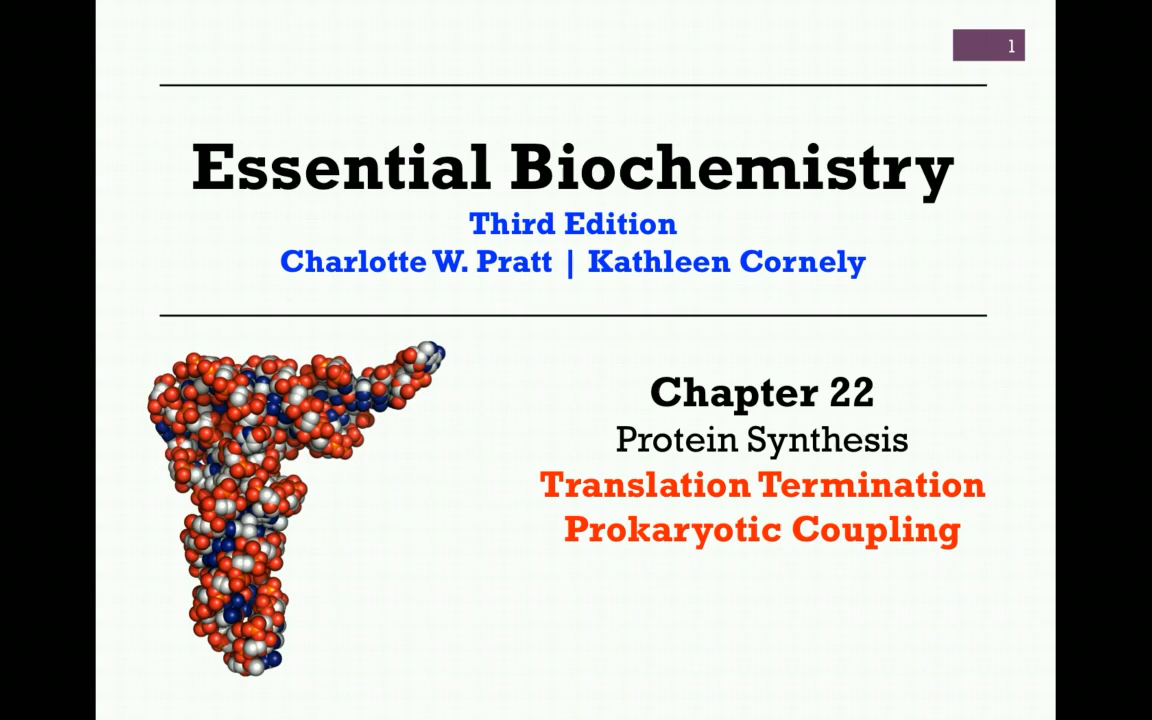 1
Essential Biochemistry
Third Edition
Charlotte W. Pratt | Kathleen Cornely
Chapter 22
Protein Synthesis
Translation Termination
Prokaryotic Coupling